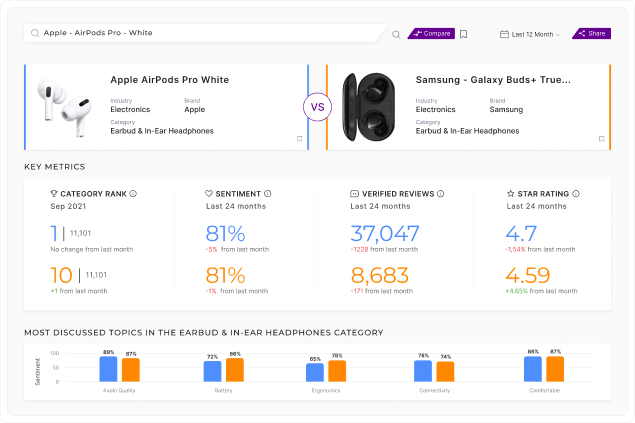 Apple - AirPods Pro - White
Compare
Last 12 Month
Share
Apple AirPods Pro White
Industry Brand
Electronics Apple
Category
Earbud & In-Ear Headphones
VS
Samsung - Galaxy Buds+ True...
Industry Brand
Electronics Samsung
Category
Earbud & In-Ear Headphones
KEY METRICS
CATEGORY RANK
Sep 2021
1 | 11,101
No change from last month
10 | 11,101
+1 from last month
SENTIMENT
Last 24 months
81%
-5% from last month
81%
-1% from last month
VERIFIED REVIEWS
Last 24 months
37,047
-1228 from last month
8,683
-171 from last month
STAR RATING
Last 24 months
4.7
-1,54% from last month
4.59
+4.65% from last month
MOST DISCUSSED TOPICS IN THE EARBUD & IN-EAR HEADPHONES CATEGORY
Sentiment
100
50
0
89% 87%
Audio Quality
72% 86%
Battery
65% 78%
Ergonomics
78% 74%
Connectivity
86% 87%
Comfortable